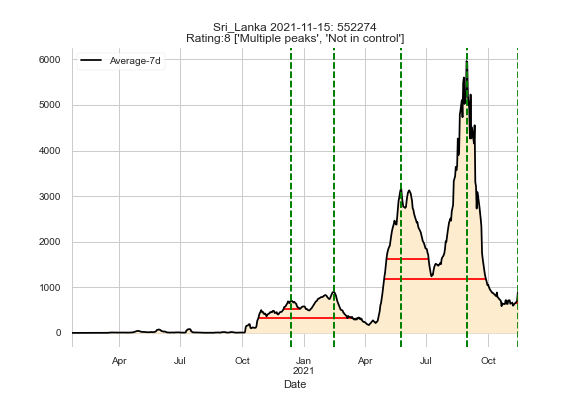 Sri_Lanka 2021-11-15: 552274
Rating:8 ['Multiple peaks', 'Not in control']
Average-7d
6000
5000
4000
3000
2000
1000
0
Apr Jul Oct Jan Apr Jul Oct
2021
Date